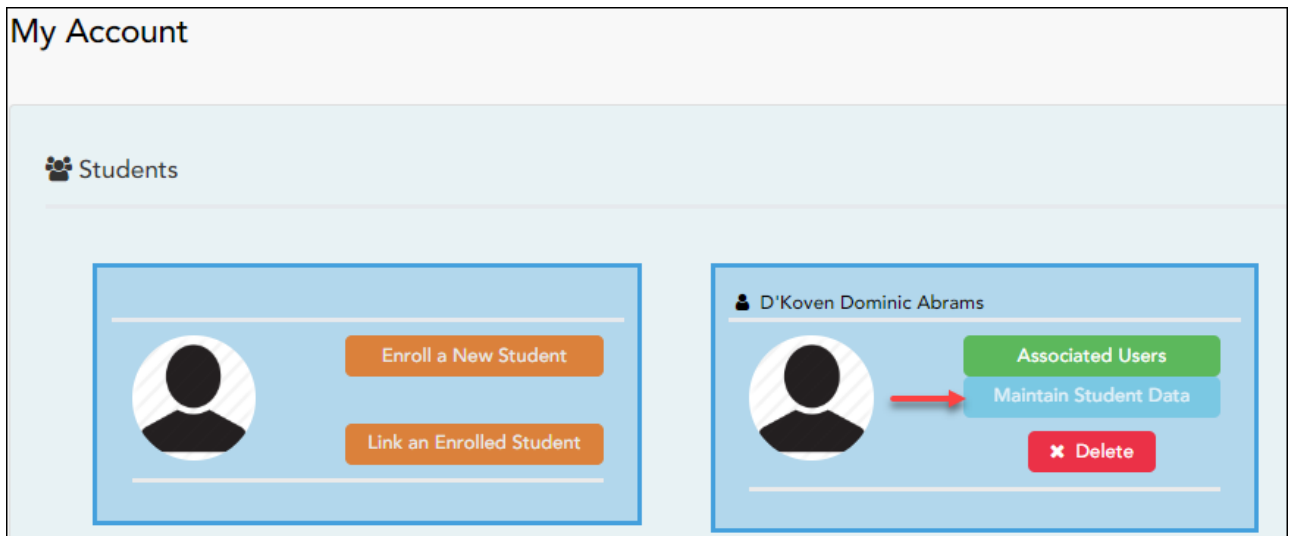 My Account
Students
Enroll a New Student
Link an Enrolled Student
D'Koven Dominic Abrams
Associated Users
Maintain Student Data
✖ Delete